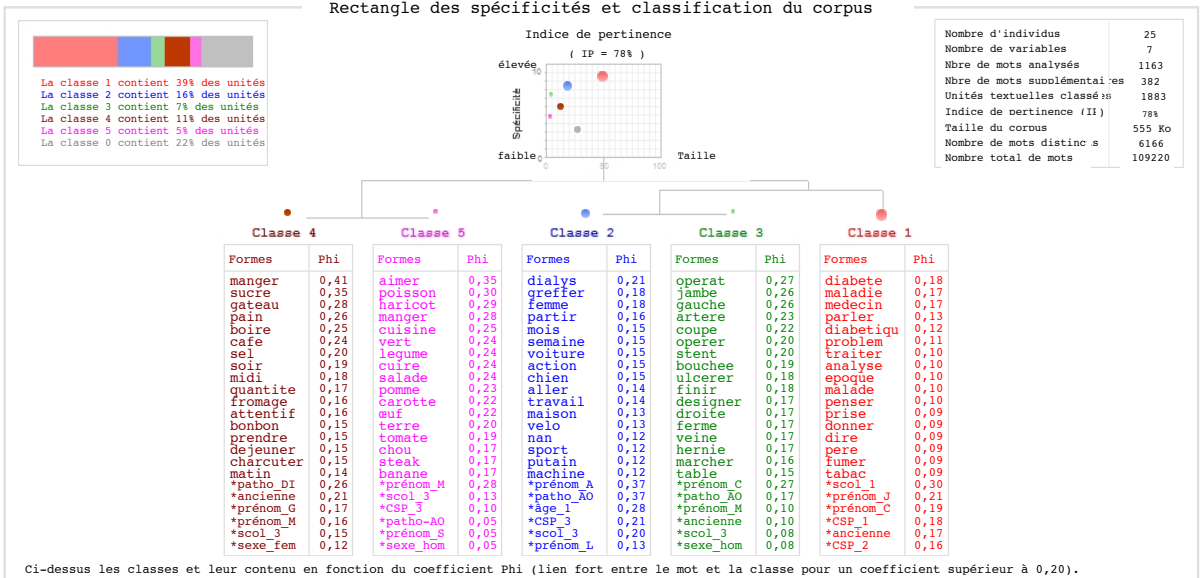 Rectangle des spécificités et classification du corpus
La classe 1 contient 39% des unités
La classe 2 contient 16% des unités
La classe 3 contient 7% des unités
La classe 4 contient 11% des unités
La classe 5 contient 5% des unités
La classe 0 contient 22% des unités
Indice de pertinence
( IP = 78% )
élevée
10
Spécificité
faible
0
0
50
100
Taille
Nombre d'individus 25
Nombre de variables 7
Nbre de mots analysés 1163
Nbre de mots supplémentaires 382
Unités textuelles classées 1883
Indice de pertinence (II) 78%
Taille du corpus 555 Ko
Nombre de mots distincts 6166
Nombre total de mots 109220
Classe 4
Formes Phi
manger 0,41
sucre 0,35
gateau 0,28
pain 0,26
boire 0,25
cafe 0,24
sel 0,20
soir 0,19
midi 0,18
quantite 0,17
fromage 0,16
attentif 0,16
bonbon 0,15
prendre 0,15
dejeuner 0,15
charcuter 0,15
matin 0,14
*patho_DI 0,26
*ancienne 0,21
*prénom_G 0,17
*prénom_M 0,16
*scol_3 0,15
*sexe_fem 0,12
Classe 5
Formes Phi
aimer 0,35
poisson 0,30
haricot 0,29
manger 0,28
cuisine 0,25
vert 0,24
legume 0,24
cuire 0,24
salade 0,24
pomme 0,23
carotte 0,22
œuf 0,22
terre 0,20
tomate 0,19
chou 0,17
steak 0,17
banane 0,17
*prénom_M 0,28
*scol_3 0,13
*CSP_3 0,10
*patho-AO 0,05
*prénom_S 0,05
*sexe_hom 0,05
Classe 2
Formes Phi
dialys 0,21
greffer 0,18
femme 0,18
partir 0,16
mois 0,15
semaine 0,15
voiture 0,15
action 0,15
chien 0,15
aller 0,14
travail 0,14
maison 0,13
velo 0,13
nan 0,12
sport 0,12
putain 0,12
machine 0,12
*prénom_A 0,37
*patho_AO 0,37
*âge_1 0,28
*CSP_3 0,21
*scol_3 0,20
*prénom_L 0,13
Classe 3
Formes Phi
operat 0,27
jambe 0,26
gauche 0,26
artere 0,23
coupe 0,22
operer 0,20
stent 0,20
bouchee 0,19
ulcerer 0,18
finir 0,18
designer 0,17
droite 0,17
ferme 0,17
veine 0,17
hernie 0,17
marcher 0,16
table 0,15
*prénom_C 0,27
*patho_AO 0,17
*prénom_M 0,10
*ancienne 0,10
*scol_3 0,08
*sexe_hom 0,08
Classe 1
Formes Phi
diabete 0,18
maladie 0,17
medecin 0,17
parler 0,13
diabetiqu 0,12
problem 0,11
traiter 0,10
analyse 0,10
epoque 0,10
malade 0,10
penser 0,10
prise 0,09
donner 0,09
dire 0,09
pere 0,09
fumer 0,09
tabac 0,09
*scol_1 0,30
*prénom_J 0,21
*prénom_C 0,19
*CSP_1 0,18
*ancienne 0,17
*CSP_2 0,16
Ci-dessus les classes et leur contenu en fonction du coefficient Phi (lien fort entre le mot et la classe pour un coefficient supérieur à 0,20).